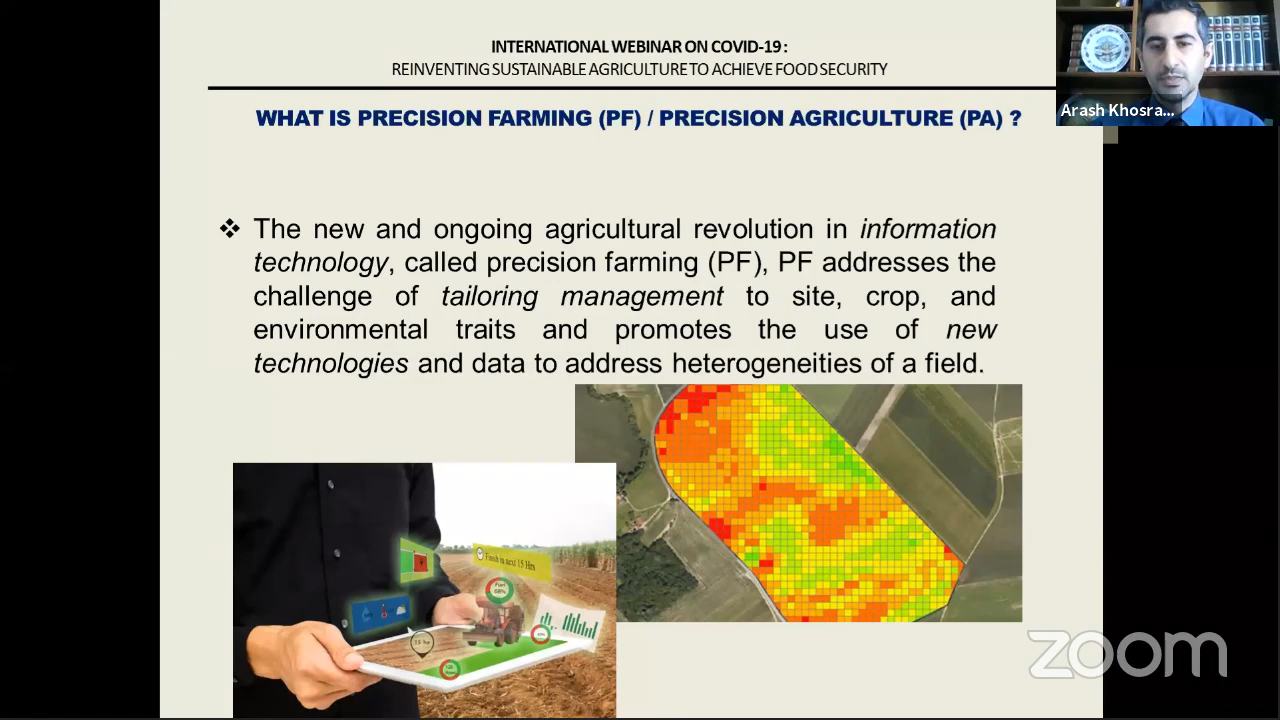 INTERNATIONAL WEBINAR ON COVID-19:
REINVENTING SUSTAINABLE AGRICULTURE TO ACHIEVE FOOD SECURITY
Arash Khosra...
WHAT IS PRECISION FARMING (PF) / PRECISION AGRICULTURE (PA) ?
❖ The new and ongoing agricultural revolution in information
technology, called precision farming (PF), PF addresses the
challenge of tailoring management to site, crop, and
environmental traits and promotes the use of new
technologies and data to address heterogeneities of a field.
Finish in next 15 Hrs
Fuel
68%
zoom